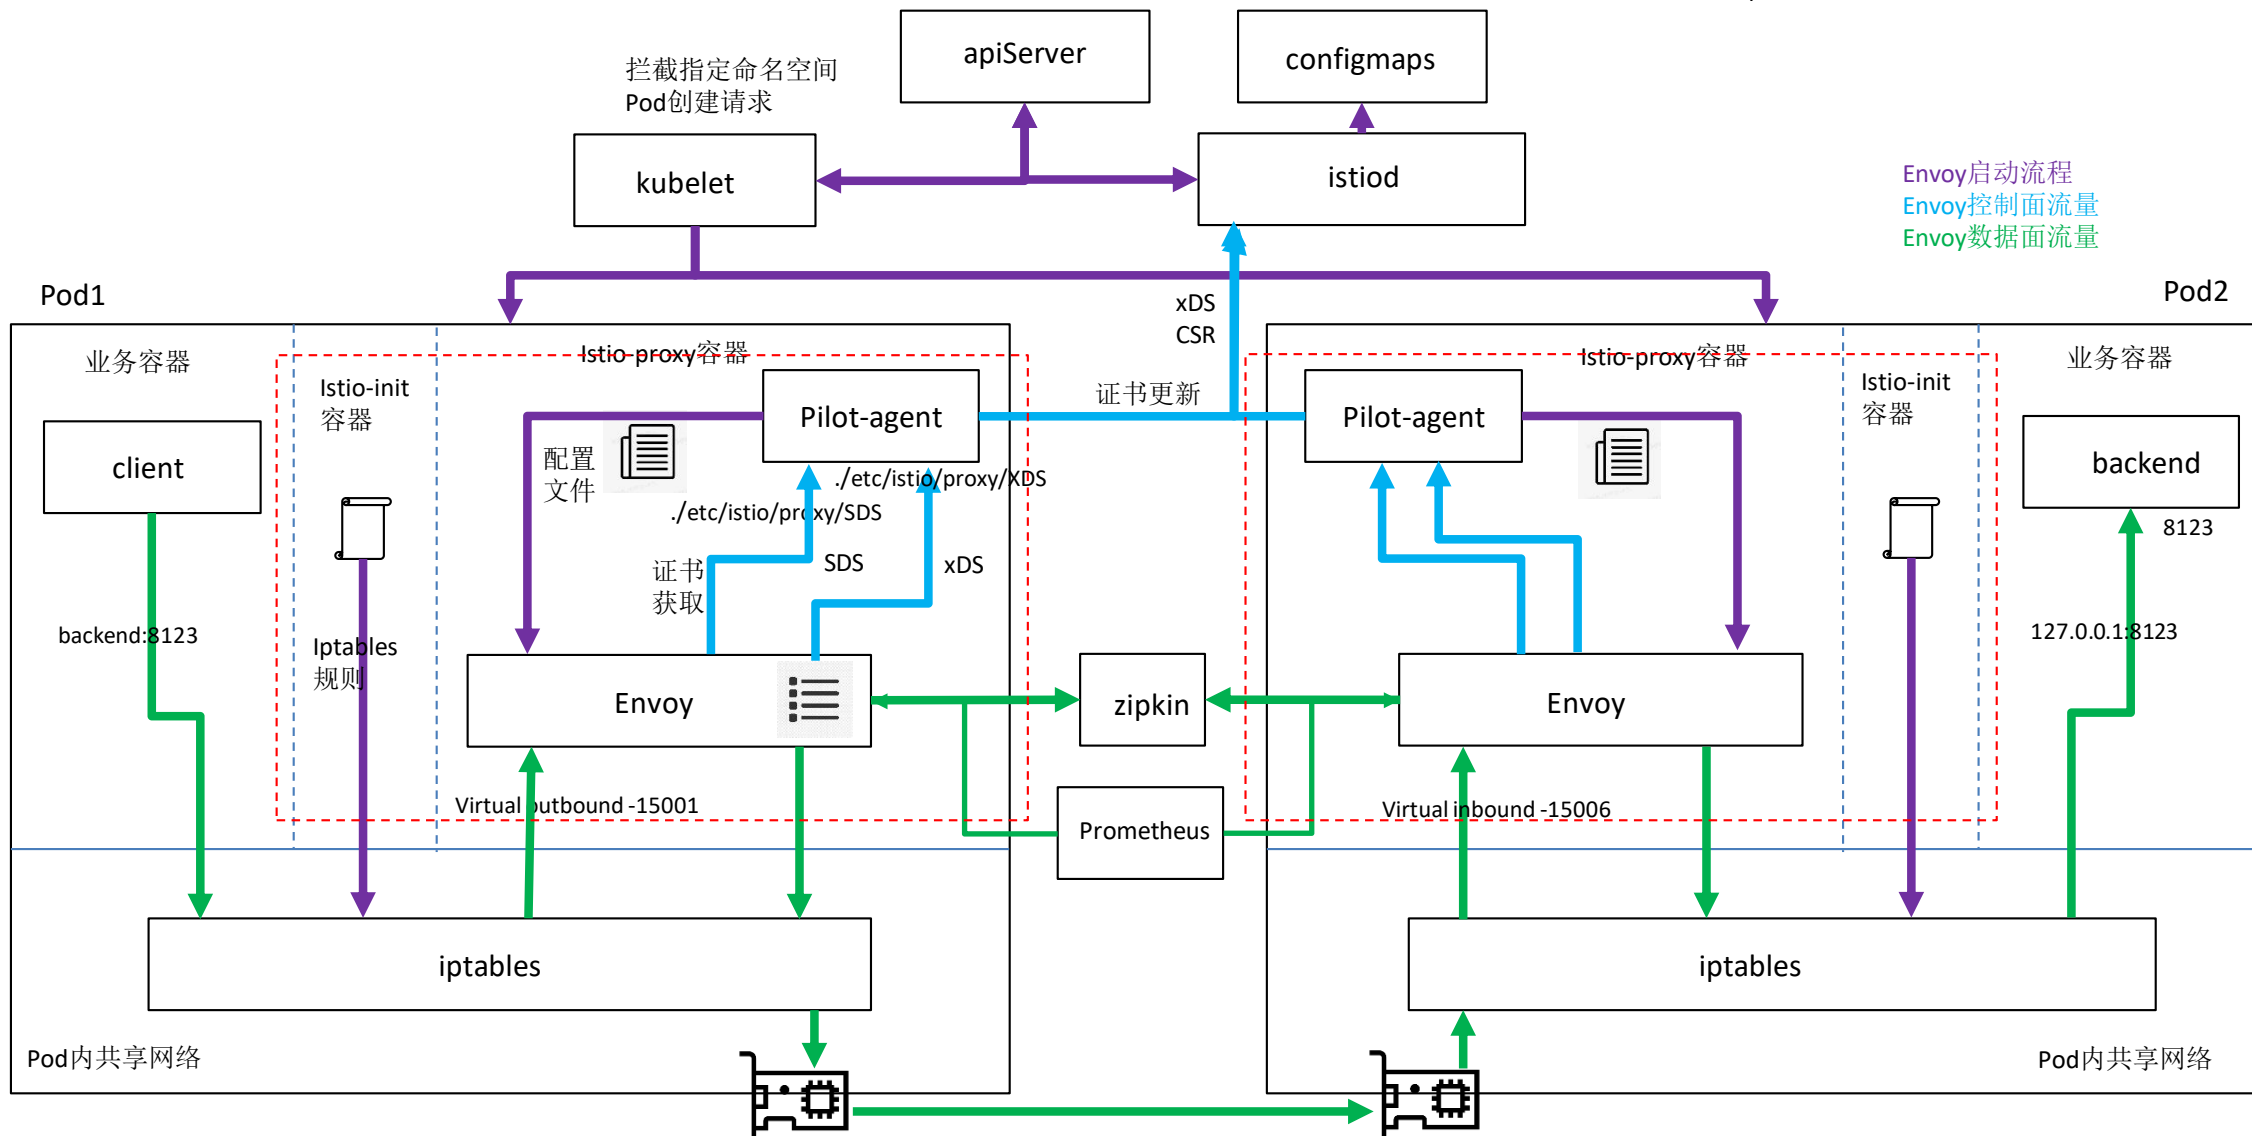 apiServer
configmaps
拦截指定命名空间
Pod创建请求
kubelet
istiod
Envoy启动流程
Envoy控制面流量
Envoy数据面流量
Pod1
Pod2
xDS
CSR
业务容器
Istio-init
容器
Istio-proxy容器
Pilot-agent
证书更新
Pilot-agent
Istio-proxy容器
Istio-init
容器
业务容器
client
配置
文件
./etc/istio/proxy/XDS
./etc/istio/proxy/SDS
backend
8123
证书
获取
SDS
xDS
backend:8123
Iptables
规则
127.0.0.1:8123
Envoy
zipkin
Envoy
Virtual outbound -15001
Prometheus
Virtual inbound -15006
iptables
iptables
Pod内共享网络
Pod内共享网络